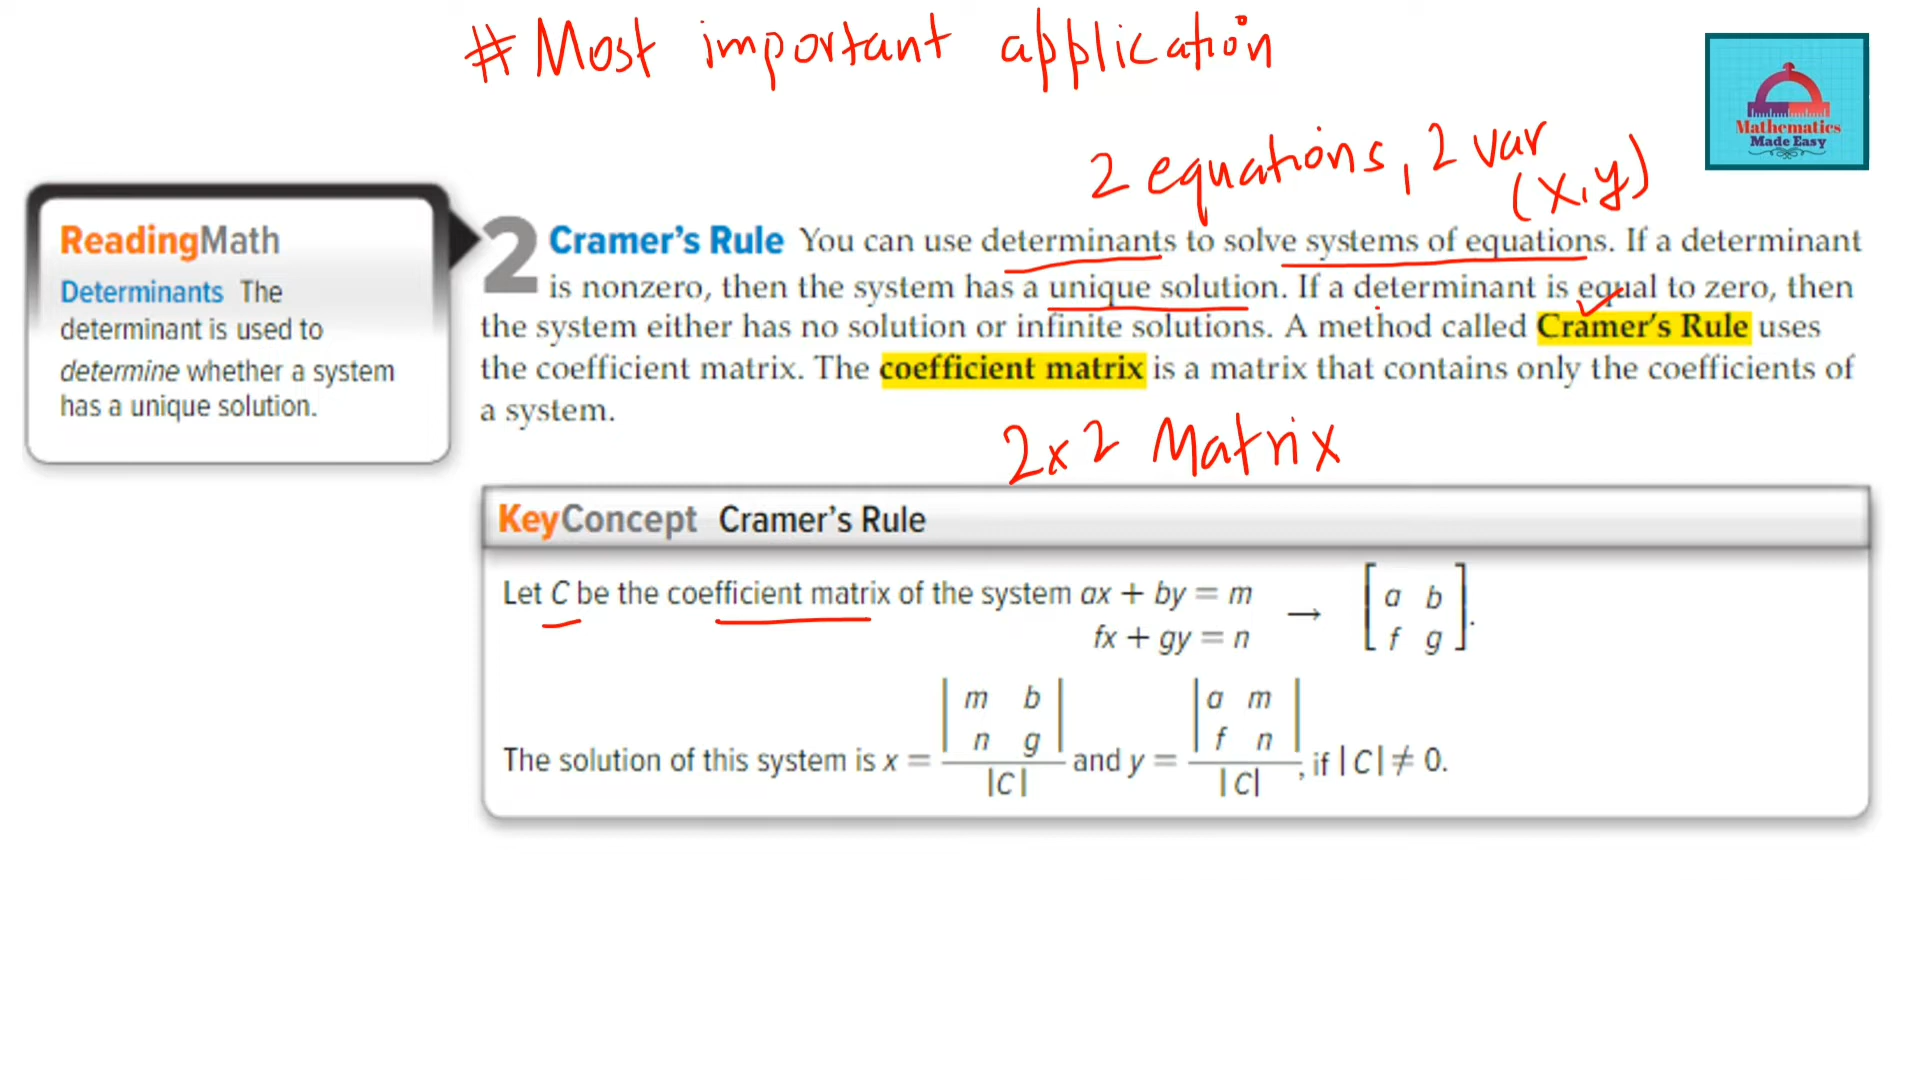 # Most important application
Mathematics
Made Easy
2 equations, 2 var
(x,y)
ReadingMath
Determinants The
determinant is used to
determine whether a system
has a unique solution.
2 Cramer's Rule You can use determinants to solve systems of equations. If a determinant
is nonzero, then the system has a unique solution. If a determinant is equal to zero, then
the system either has no solution or infinite solutions. A method called Cramer's Rule uses
the coefficient matrix. The coefficient matrix is a matrix that contains only the coefficients of
a system.
2x2 Matrix
KeyConcept Cramer's Rule
Let C be the coefficient matrix of the system ax + by = m → [a b
fx + gy = n f g].
|m b| |a m|
|n g| |f n|
The solution of this system is x = and y = , if |C| ≠ 0.
|C| |C|